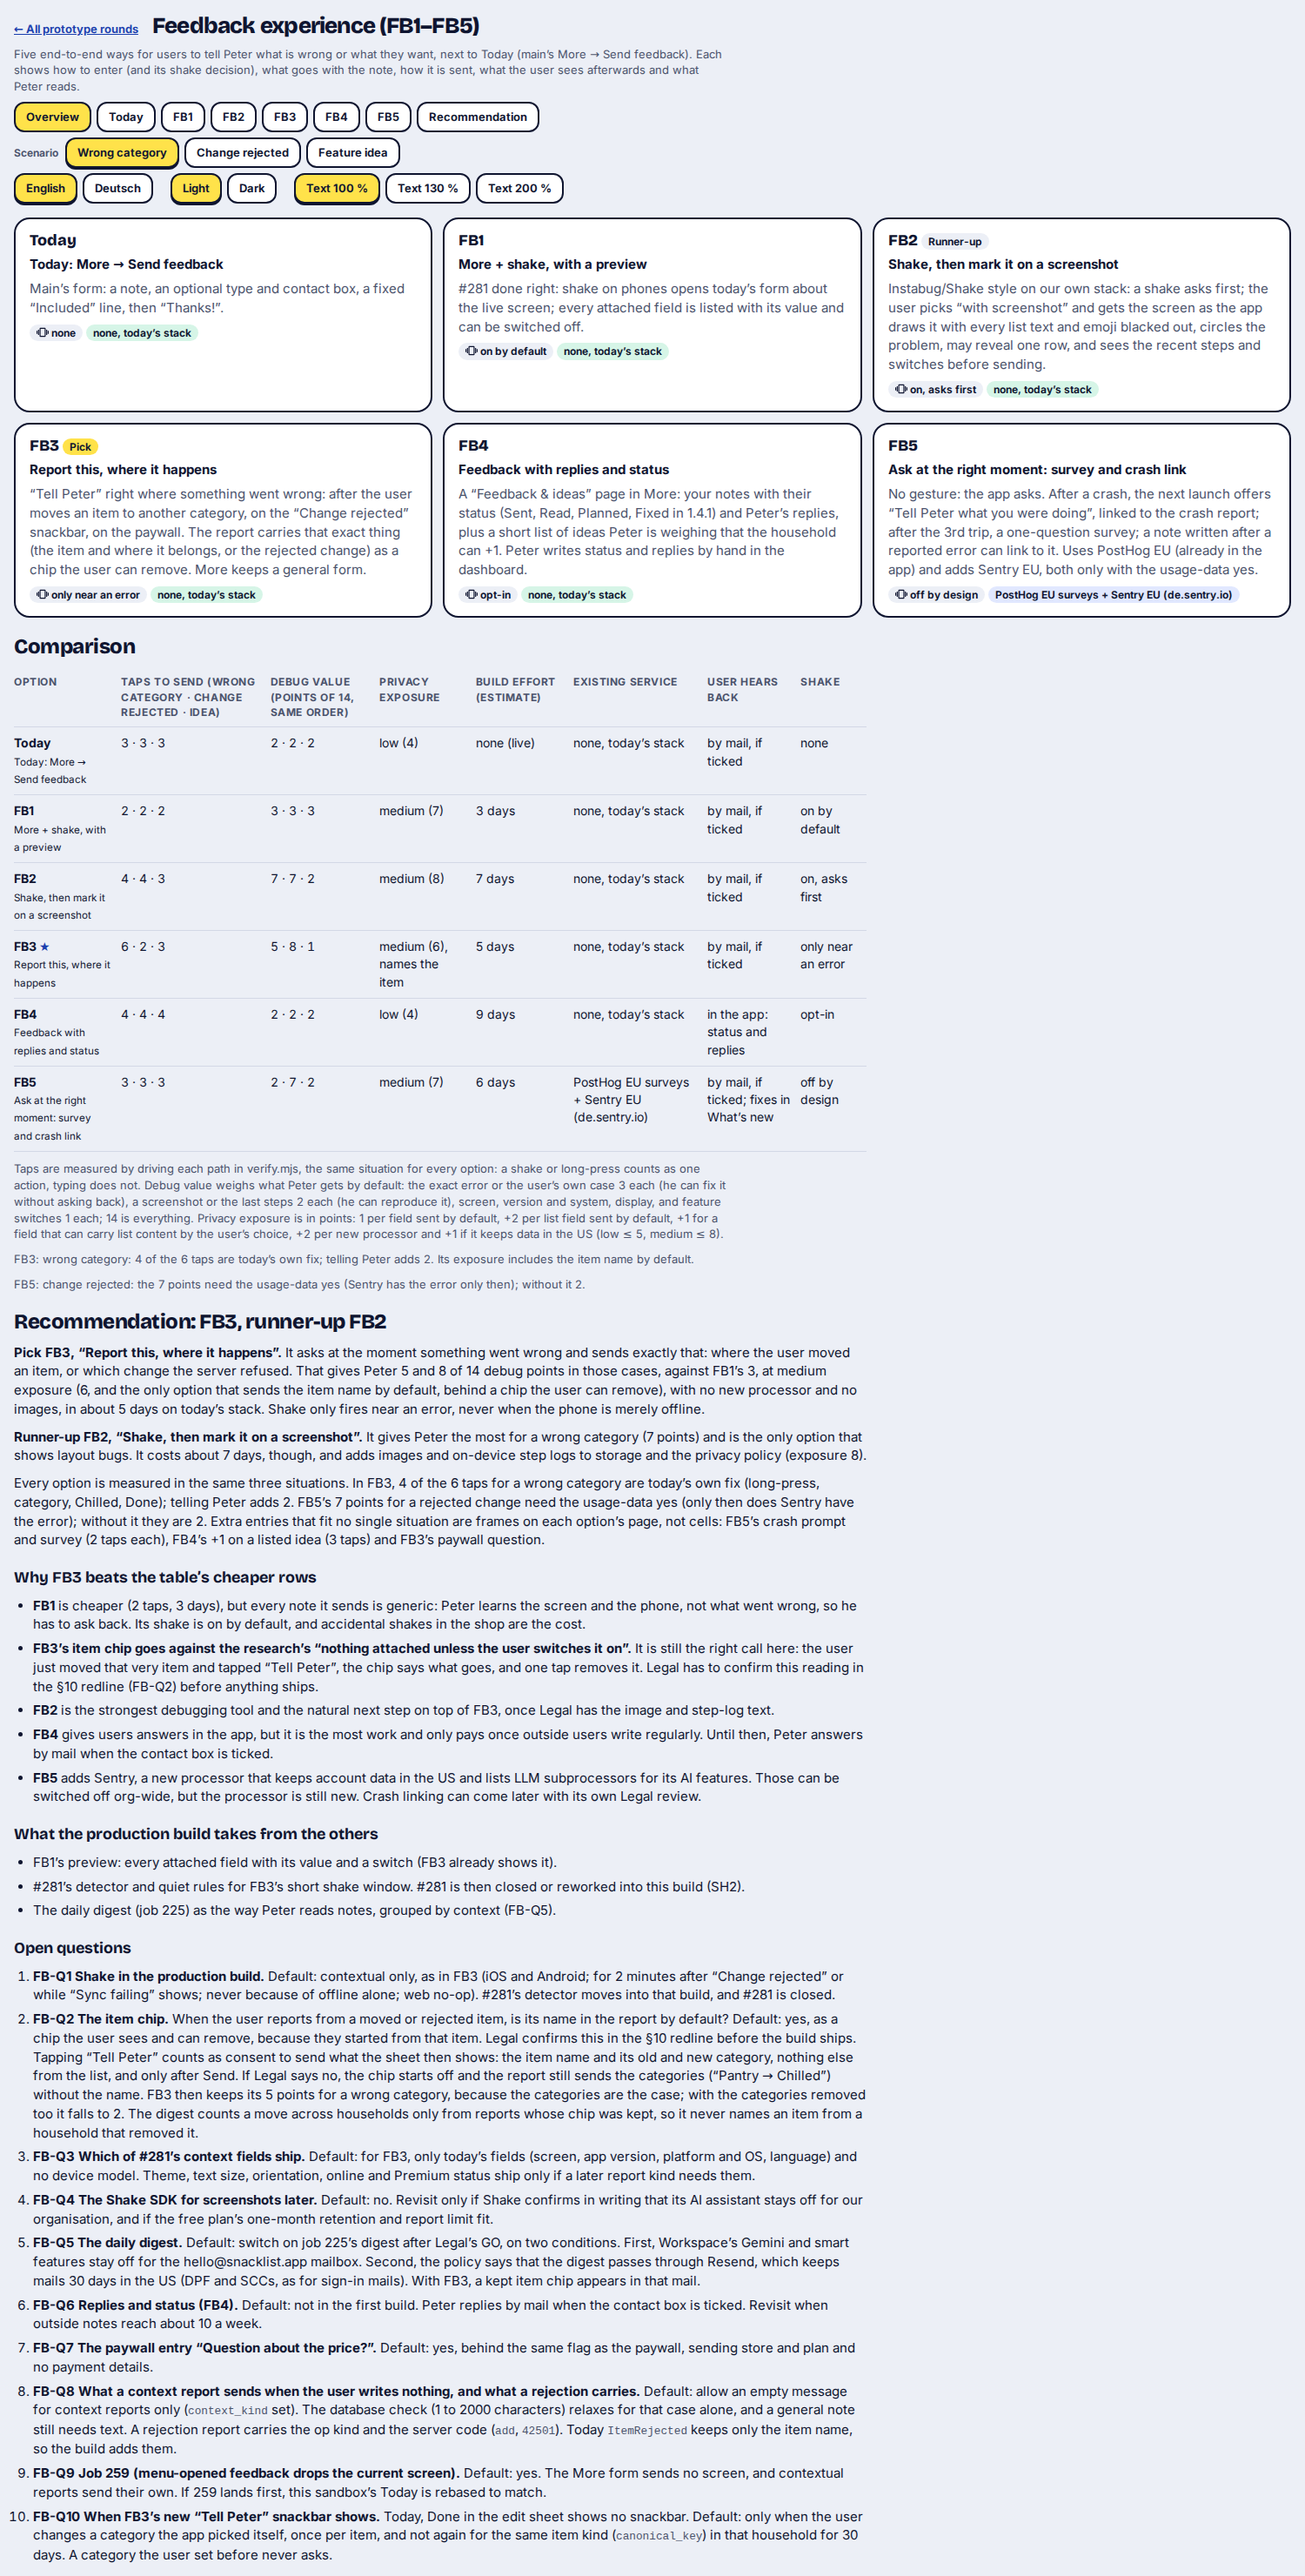 ← All prototype rounds Feedback experience (FB1–FB5)
Five end-to-end ways for users to tell Peter what is wrong or what they want, next to Today (main’s More → Send feedback). Each
shows how to enter (and its shake decision), what goes with the note, how it is sent, what the user sees afterwards and what
Peter reads.
Overview Today FB1 FB2 FB3 FB4 FB5 Recommendation
Scenario Wrong category Change rejected Feature idea
English Deutsch Light Dark Text 100 % Text 130 % Text 200 %
Today
Today: More → Send feedback
Main’s form: a note, an optional type and contact box, a fixed
“Included” line, then “Thanks!”.
none none, today’s stack
FB1
More + shake, with a preview
#281 done right: shake on phones opens today’s form about
the live screen; every attached field is listed with its value and
can be switched off.
on by default none, today’s stack
FB2 Runner-up
Shake, then mark it on a screenshot
Instabug/Shake style on our own stack: a shake asks first; the
user picks “with screenshot” and gets the screen as the app
draws it with every list text and emoji blacked out, circles the
problem, may reveal one row, and sees the recent steps and
switches before sending.
on, asks first none, today’s stack
FB3 Pick
Report this, where it happens
“Tell Peter” right where something went wrong: after the user
moves an item to another category, on the “Change rejected”
snackbar, on the paywall. The report carries that exact thing
(the item and where it belongs, or the rejected change) as a
chip the user can remove. More keeps a general form.
only near an error none, today’s stack
FB4
Feedback with replies and status
A “Feedback & ideas” page in More: your notes with their
status (Sent, Read, Planned, Fixed in 1.4.1) and Peter’s replies,
plus a short list of ideas Peter is weighing that the household
can +1. Peter writes status and replies by hand in the
dashboard.
opt-in none, today’s stack
FB5
Ask at the right moment: survey and crash link
No gesture: the app asks. After a crash, the next launch offers
“Tell Peter what you were doing”, linked to the crash report;
after the 3rd trip, a one-question survey; a note written after a
reported error can link to it. Uses PostHog EU (already in the
app) and adds Sentry EU, both only with the usage-data yes.
off by design PostHog EU surveys + Sentry EU (de.sentry.io)
Comparison
OPTION TAPS TO SEND (WRONG CATEGORY · CHANGE REJECTED · IDEA) DEBUG VALUE (POINTS OF 14, SAME ORDER) PRIVACY EXPOSURE BUILD EFFORT (ESTIMATE) EXISTING SERVICE USER HEARS BACK SHAKE
Today Today: More → Send feedback 3 · 3 · 3 2 · 2 · 2 low (4) none (live) none, today’s stack by mail, if ticked none
FB1 More + shake, with a preview 2 · 2 · 2 3 · 3 · 3 medium (7) 3 days none, today’s stack by mail, if ticked on by default
FB2 Shake, then mark it on a screenshot 4 · 4 · 3 7 · 7 · 2 medium (8) 7 days none, today’s stack by mail, if ticked on, asks first
FB3 ★ Report this, where it happens 6 · 2 · 3 5 · 8 · 1 medium (6), names the item 5 days none, today’s stack by mail, if ticked only near an error
FB4 Feedback with replies and status 4 · 4 · 4 2 · 2 · 2 low (4) 9 days none, today’s stack in the app: status and replies opt-in
FB5 Ask at the right moment: survey and crash link 3 · 3 · 3 2 · 7 · 2 medium (7) 6 days PostHog EU surveys + Sentry EU (de.sentry.io) by mail, if ticked; fixes in What’s new off by design
Taps are measured by driving each path in verify.mjs, the same situation for every option: a shake or long-press counts as one
action, typing does not. Debug value weighs what Peter gets by default: the exact error or the user’s own case 3 each (he can fix it
without asking back), a screenshot or the last steps 2 each (he can reproduce it), screen, version and system, display, and feature
switches 1 each; 14 is everything. Privacy exposure is in points: 1 per field sent by default, +2 per list field sent by default, +1 for a
field that can carry list content by the user’s choice, +2 per new processor and +1 if it keeps data in the US (low ≤ 5, medium ≤ 8).
FB3: wrong category: 4 of the 6 taps are today’s own fix; telling Peter adds 2. Its exposure includes the item name by default.
FB5: change rejected: the 7 points need the usage-data yes (Sentry has the error only then); without it 2.
Recommendation: FB3, runner-up FB2
Pick FB3, “Report this, where it happens”. It asks at the moment something went wrong and sends exactly that: where the user moved
an item, or which change the server refused. That gives Peter 5 and 8 of 14 debug points in those cases, against FB1’s 3, at medium
exposure (6, and the only option that sends the item name by default, behind a chip the user can remove), with no new processor and no
images, in about 5 days on today’s stack. Shake only fires near an error, never when the phone is merely offline.
Runner-up FB2, “Shake, then mark it on a screenshot”. It gives Peter the most for a wrong category (7 points) and is the only option that
shows layout bugs. It costs about 7 days, though, and adds images and on-device step logs to storage and the privacy policy (exposure 8).
Every option is measured in the same three situations. In FB3, 4 of the 6 taps for a wrong category are today’s own fix (long-press,
category, Chilled, Done); telling Peter adds 2. FB5’s 7 points for a rejected change need the usage-data yes (only then does Sentry have
the error); without it they are 2. Extra entries that fit no single situation are frames on each option’s page, not cells: FB5’s crash prompt
and survey (2 taps each), FB4’s +1 on a listed idea (3 taps) and FB3’s paywall question.
Why FB3 beats the table’s cheaper rows
• FB1 is cheaper (2 taps, 3 days), but every note it sends is generic: Peter learns the screen and the phone, not what went wrong, so he
has to ask back. Its shake is on by default, and accidental shakes in the shop are the cost.
• FB3’s item chip goes against the research’s “nothing attached unless the user switches it on”. It is still the right call here: the user
just moved that very item and tapped “Tell Peter”, the chip says what goes, and one tap removes it. Legal has to confirm this reading in
the §10 redline (FB-Q2) before anything ships.
• FB2 is the strongest debugging tool and the natural next step on top of FB3, once Legal has the image and step-log text.
• FB4 gives users answers in the app, but it is the most work and only pays once outside users write regularly. Until then, Peter answers
by mail when the contact box is ticked.
• FB5 adds Sentry, a new processor that keeps account data in the US and lists LLM subprocessors for its AI features. Those can be
switched off org-wide, but the processor is still new. Crash linking can come later with its own Legal review.
What the production build takes from the others
• FB1’s preview: every attached field with its value and a switch (FB3 already shows it).
• #281’s detector and quiet rules for FB3’s short shake window. #281 is then closed or reworked into this build (SH2).
• The daily digest (job 225) as the way Peter reads notes, grouped by context (FB-Q5).
Open questions
1. FB-Q1 Shake in the production build. Default: contextual only, as in FB3 (iOS and Android; for 2 minutes after “Change rejected” or
while “Sync failing” shows; never because of offline alone; web no-op). #281’s detector moves into that build, and #281 is closed.
2. FB-Q2 The item chip. When the user reports from a moved or rejected item, is its name in the report by default? Default: yes, as a
chip the user sees and can remove, because they started from that item. Legal confirms this in the §10 redline before the build ships.
Tapping “Tell Peter” counts as consent to send what the sheet then shows: the item name and its old and new category, nothing else
from the list, and only after Send. If Legal says no, the chip starts off and the report still sends the categories (“Pantry → Chilled”)
without the name. FB3 then keeps its 5 points for a wrong category, because the categories are the case; with the categories removed
too it falls to 2. The digest counts a move across households only from reports whose chip was kept, so it never names an item from a
household that removed it.
3. FB-Q3 Which of #281’s context fields ship. Default: for FB3, only today’s fields (screen, app version, platform and OS, language) and
no device model. Theme, text size, orientation, online and Premium status ship only if a later report kind needs them.
4. FB-Q4 The Shake SDK for screenshots later. Default: no. Revisit only if Shake confirms in writing that its AI assistant stays off for our
organisation, and if the free plan’s one-month retention and report limit fit.
5. FB-Q5 The daily digest. Default: switch on job 225’s digest after Legal’s GO, on two conditions. First, Workspace’s Gemini and smart
features stay off for the hello@snacklist.app mailbox. Second, the policy says that the digest passes through Resend, which keeps
mails 30 days in the US (DPF and SCCs, as for sign-in mails). With FB3, a kept item chip appears in that mail.
6. FB-Q6 Replies and status (FB4). Default: not in the first build. Peter replies by mail when the contact box is ticked. Revisit when
outside notes reach about 10 a week.
7. FB-Q7 The paywall entry “Question about the price?”. Default: yes, behind the same flag as the paywall, sending store and plan and
no payment details.
8. FB-Q8 What a context report sends when the user writes nothing, and what a rejection carries. Default: allow an empty message
for context reports only (context_kind set). The database check (1 to 2000 characters) relaxes for that case alone, and a general note
still needs text. A rejection report carries the op kind and the server code (add, 42501). Today ItemRejected keeps only the item name,
so the build adds them.
9. FB-Q9 Job 259 (menu-opened feedback drops the current screen). Default: yes. The More form sends no screen, and contextual
reports send their own. If 259 lands first, this sandbox’s Today is rebased to match.
10. FB-Q10 When FB3’s new “Tell Peter” snackbar shows. Today, Done in the edit sheet shows no snackbar. Default: only when the user
changes a category the app picked itself, once per item, and not again for the same item kind (canonical_key) in that household for 30
days. A category the user set before never asks.